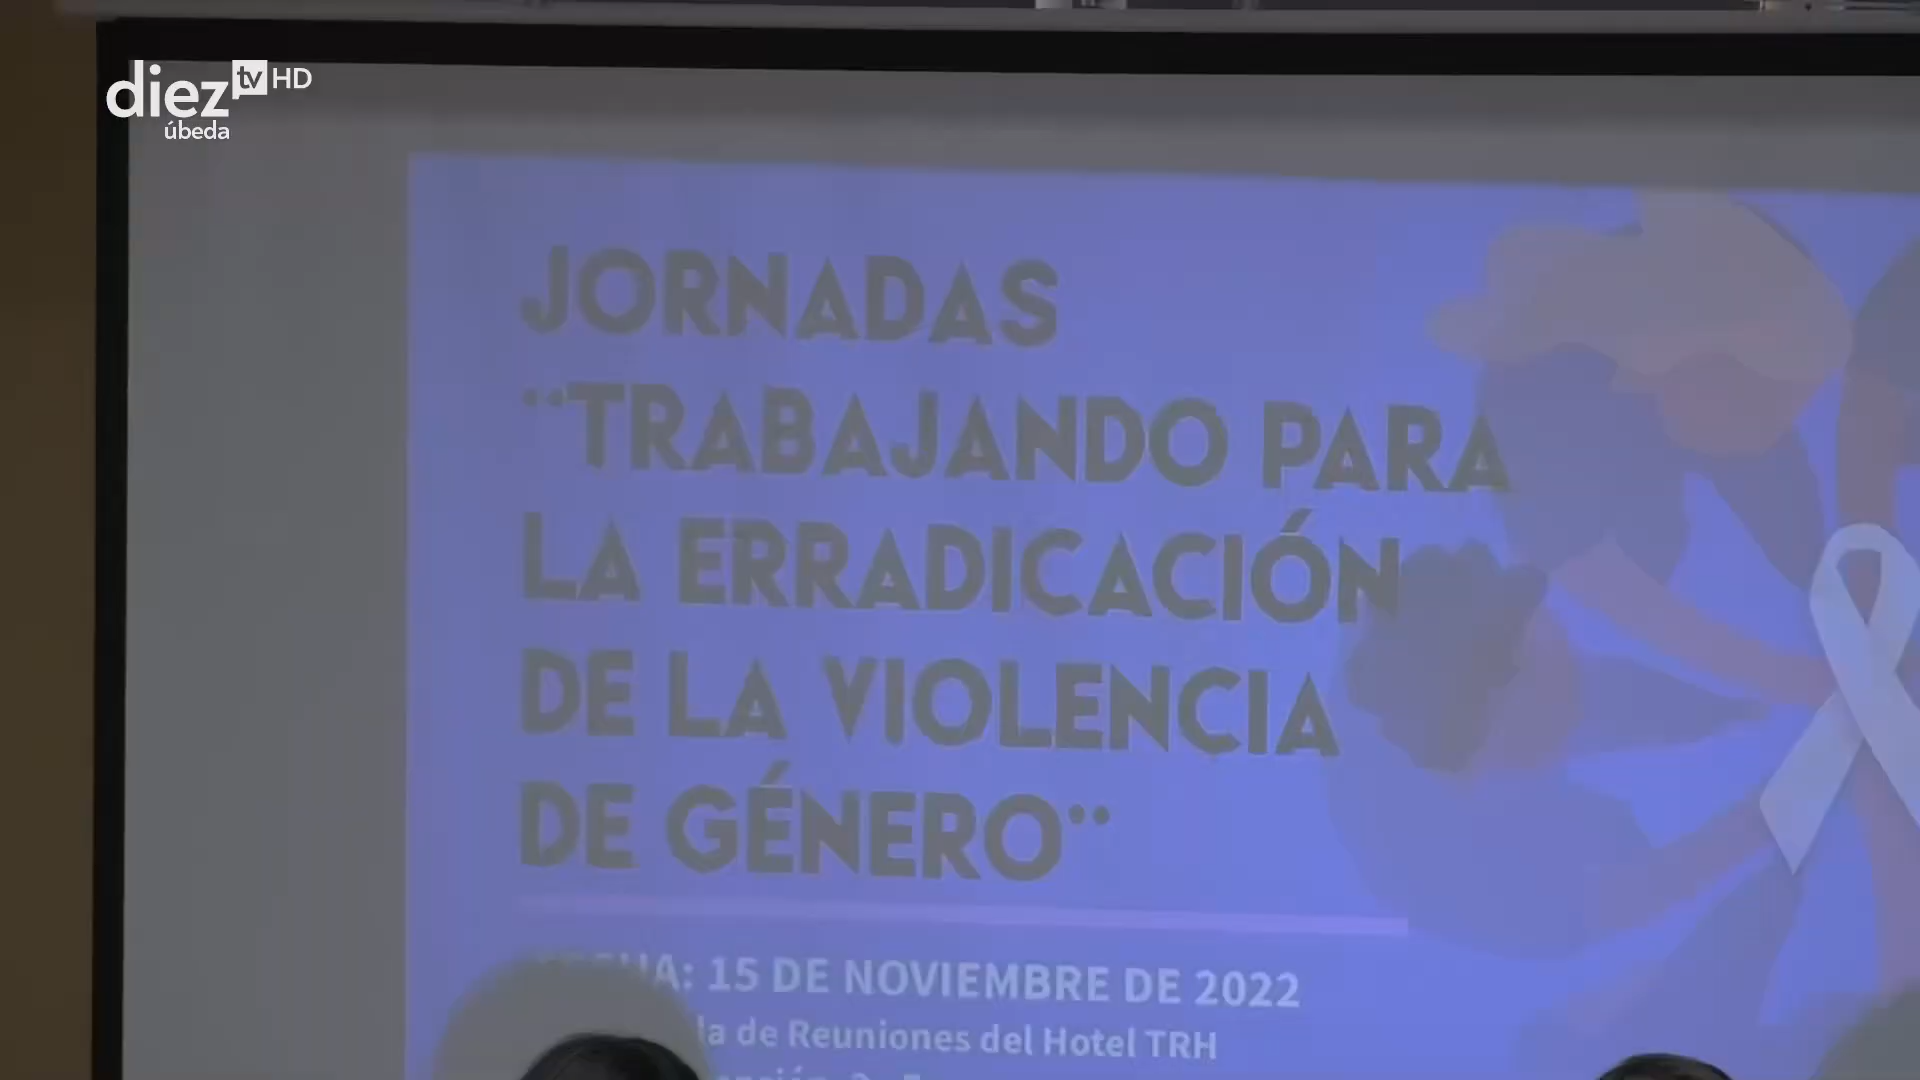 diez tv HD
úbeda
JORNADAS
¨TRABAJANDO PARA
LA ERRADICACIÓN
DE LA VIOLENCIA
DE GÉNERO¨
15 DE NOVIEMBRE DE 2022
de Reuniones del Hotel TRH